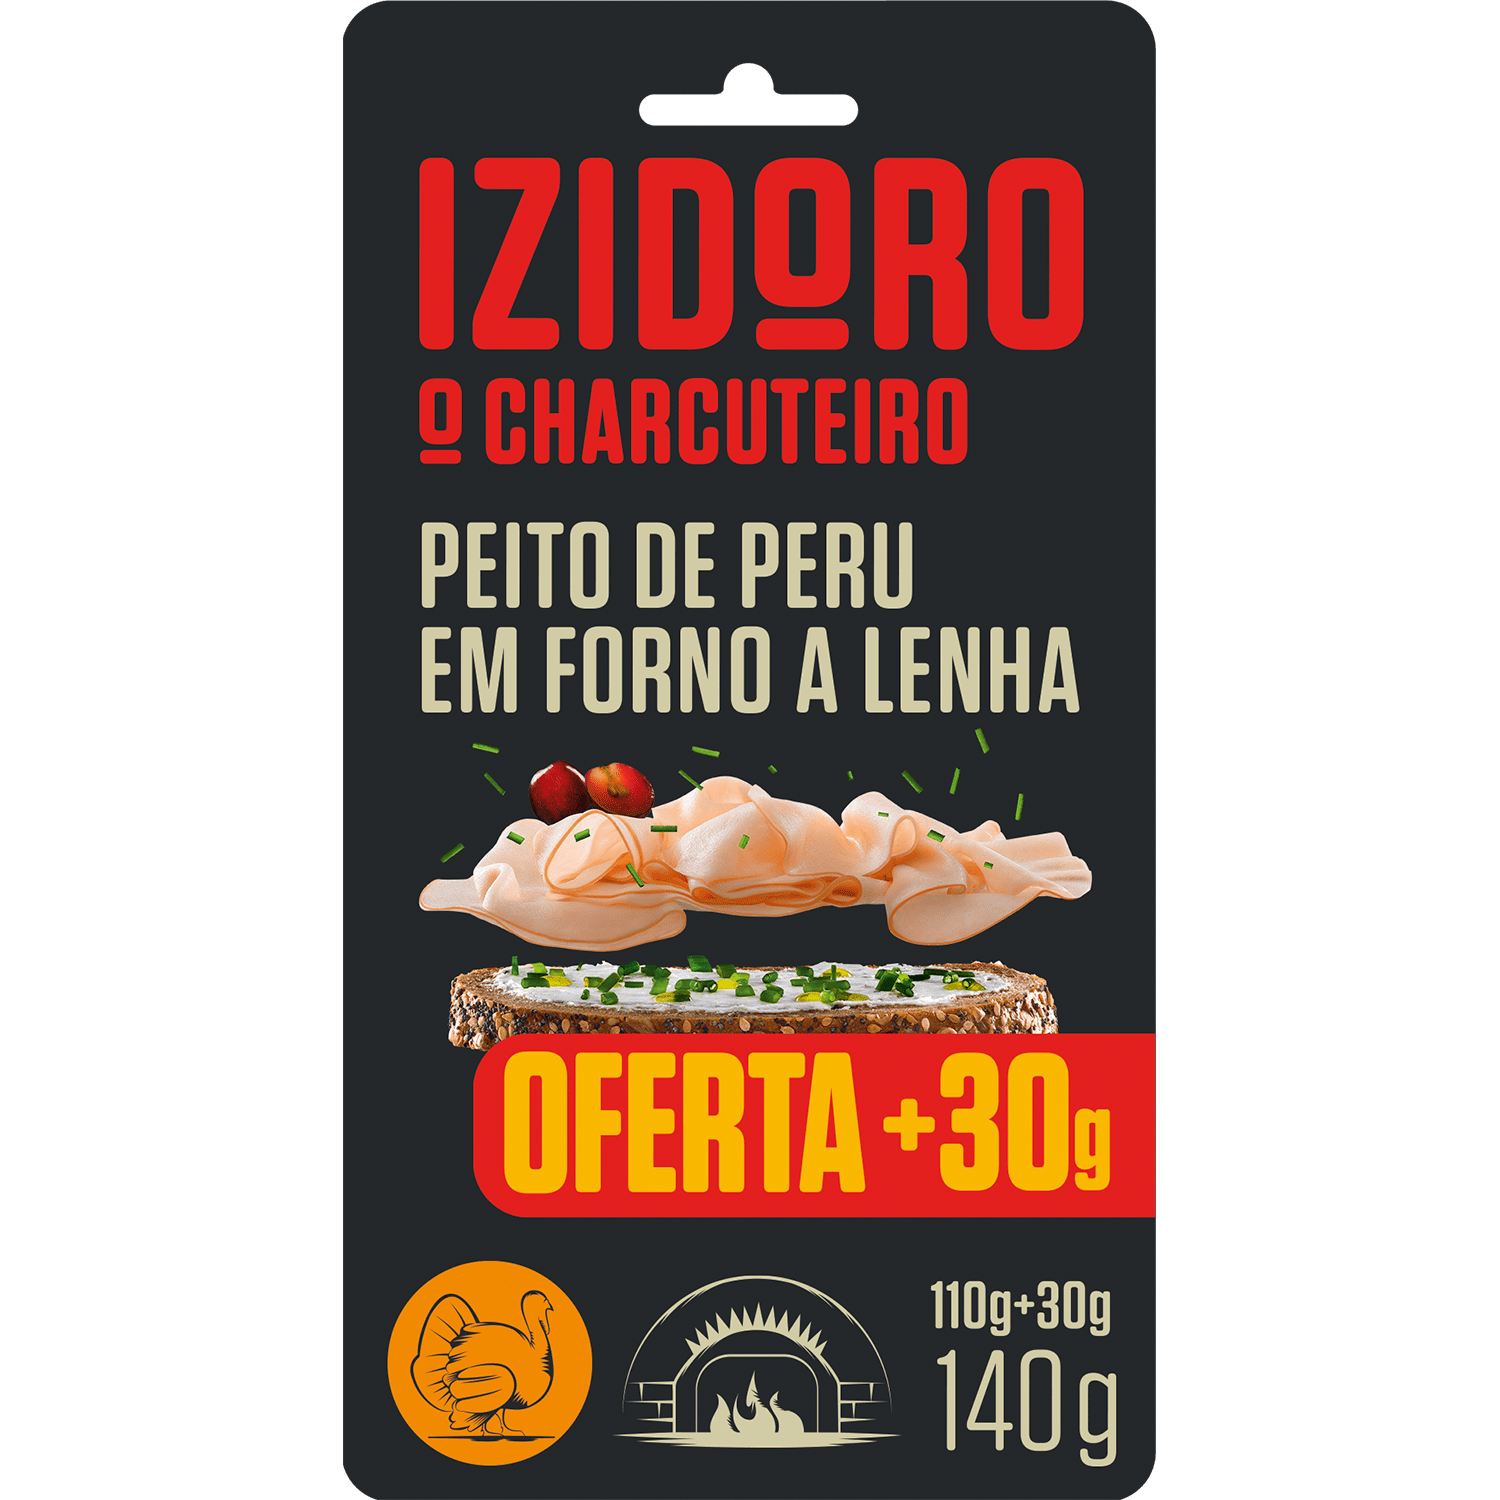 IZIDORO
O CHARCUTEIRO
PEITO DE PERU
EM FORNO A LENHA
OFERTA +30g
110g+30g
140g